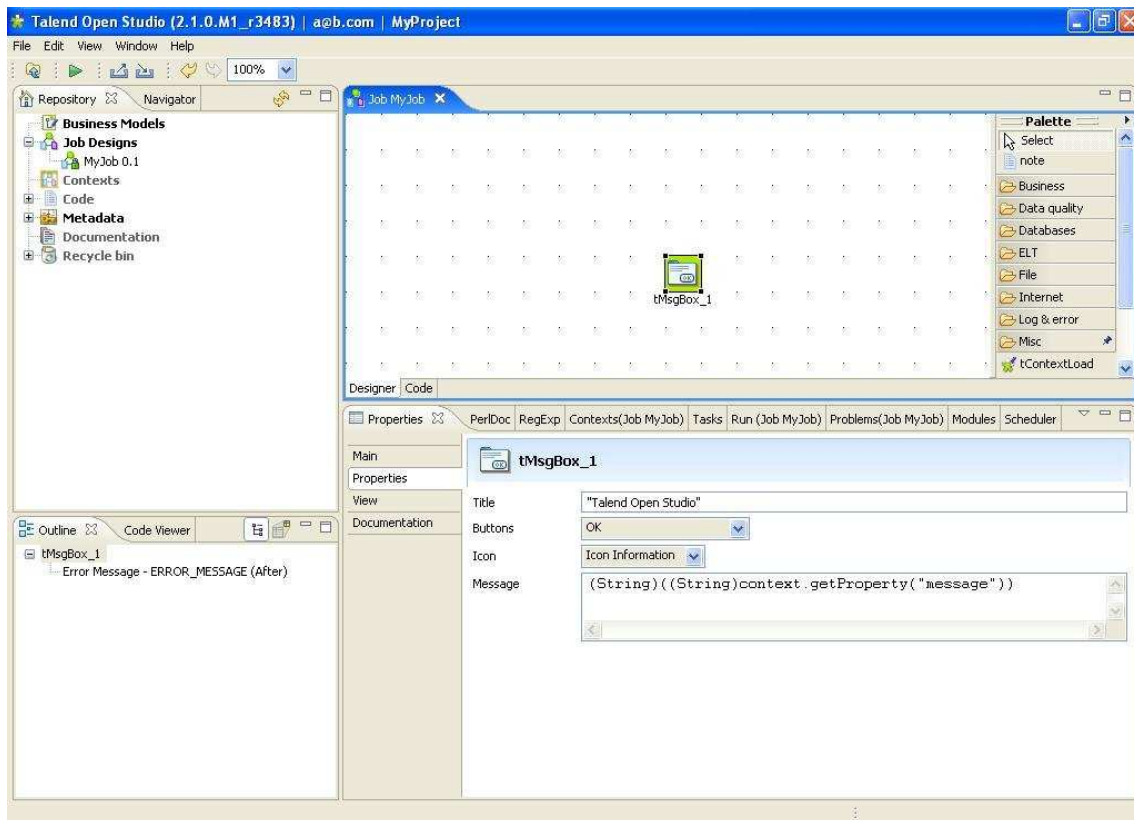 Talend Open Studio (2.1.0.M1_r3483) | a@b.com | MyProject
File Edit View Window Help
100%
Repository Navigator
Business Models
Job Designs
MyJob 0.1
Contexts
Code
Metadata
Documentation
Recycle bin
Job MyJob
tMsgBox_1
Palette
Select
note
Business
Data quality
Databases
ELT
File
Internet
Log & error
Misc
tContextLoad
Designer Code
Outline Code Viewer
tMsgBox_1
Error Message - ERROR_MESSAGE (After)
Properties PerlDoc RegExp Contexts(Job MyJob) Tasks Run (Job MyJob) Problems(Job MyJob) Modules Scheduler
Main
Properties
View
Documentation
tMsgBox_1
Title "Talend Open Studio"
Buttons OK
Icon Icon Information
Message (String)((String)context.getProperty("message"))